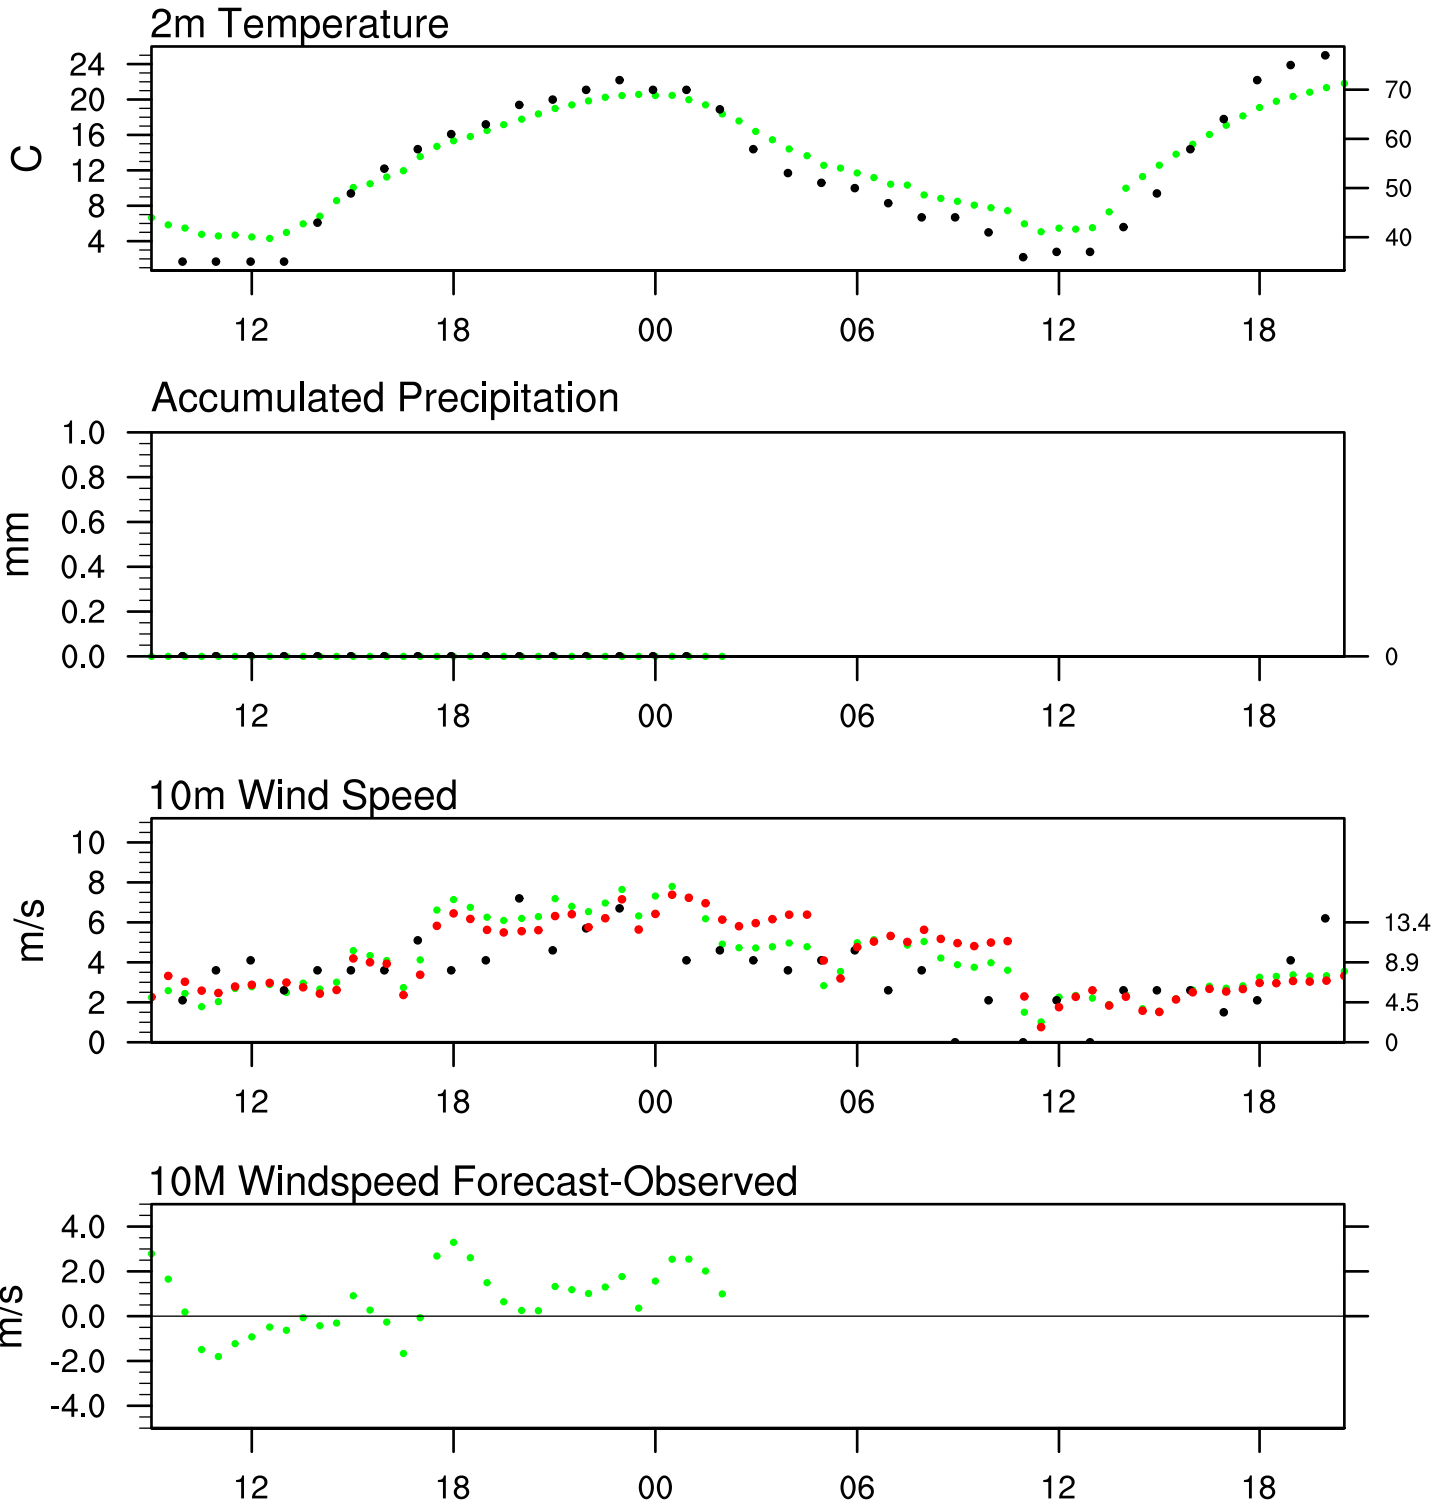 2m Temperature
24
20
16
12
8
4
C
70
60
50
40
12 18 00 06 12 18
Accumulated Precipitation
1.0
0.8
0.6
0.4
0.2
0.0
mm
0
12 18 00 06 12 18
10m Wind Speed
10
8
6
4
2
0
m/s
13.4
8.9
4.5
0
12 18 00 06 12 18
10M Windspeed Forecast-Observed
4.0
2.0
0.0
-2.0
-4.0
m/s
12 18 00 06 12 18